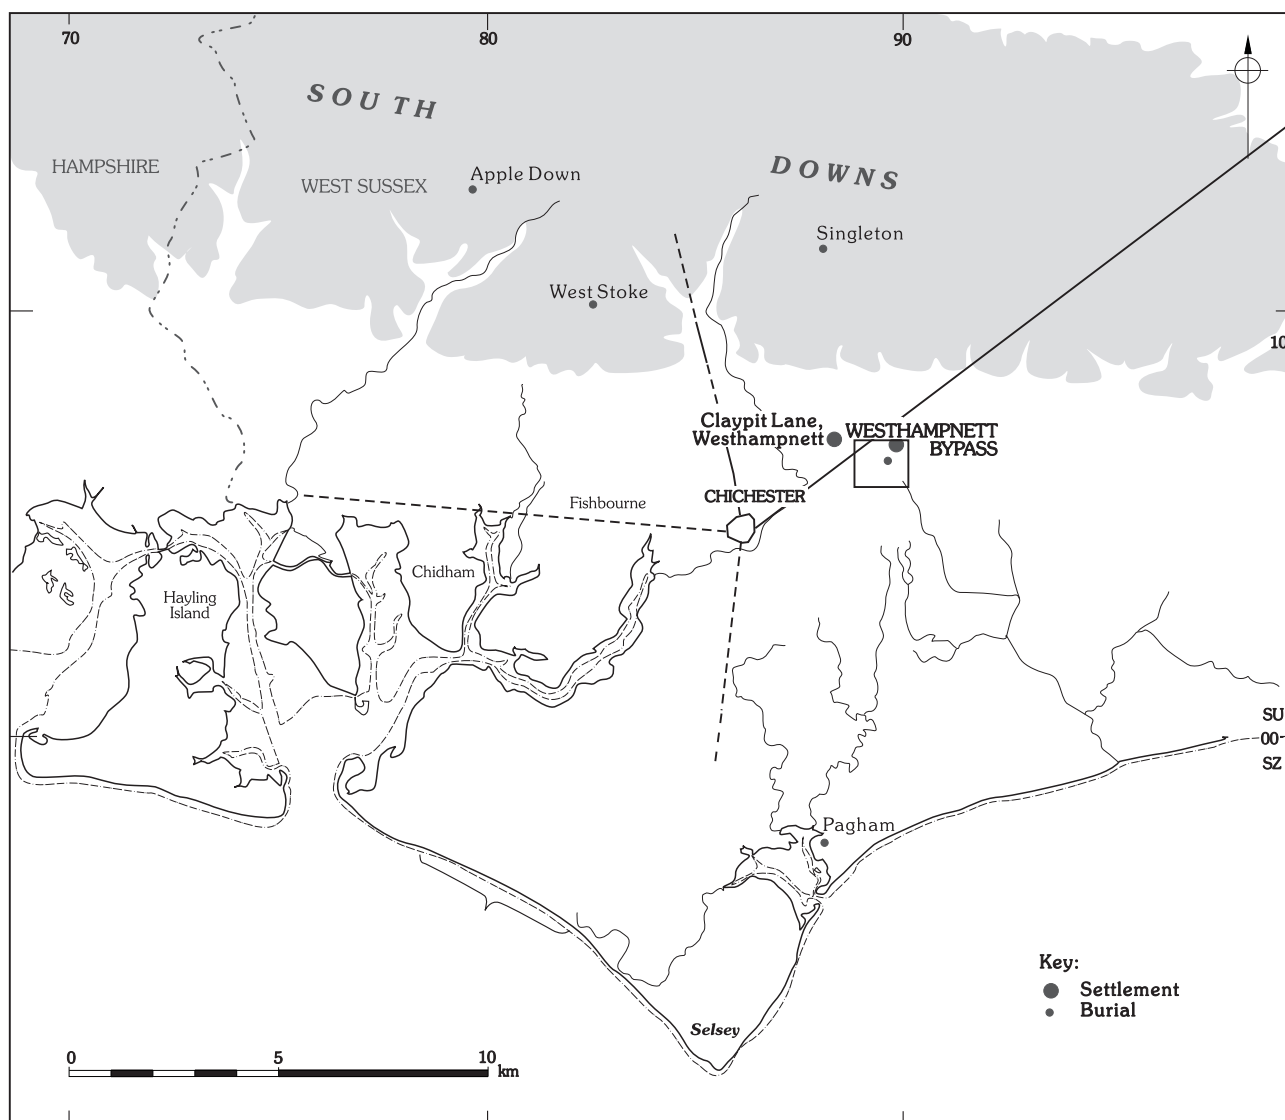 70
80
90
SOUTH
DOWNS
HAMPSHIRE
WEST SUSSEX
Apple Down
Singleton
West Stoke
10
Claypit Lane,
Westhampnett
WESTHAMPNETT
BYPASS
CHICHESTER
Fishbourne
Chidham
Hayling
Island
SU
00
SZ
Pagham
Key:
Settlement
Burial
Selsey
0
5
10
km